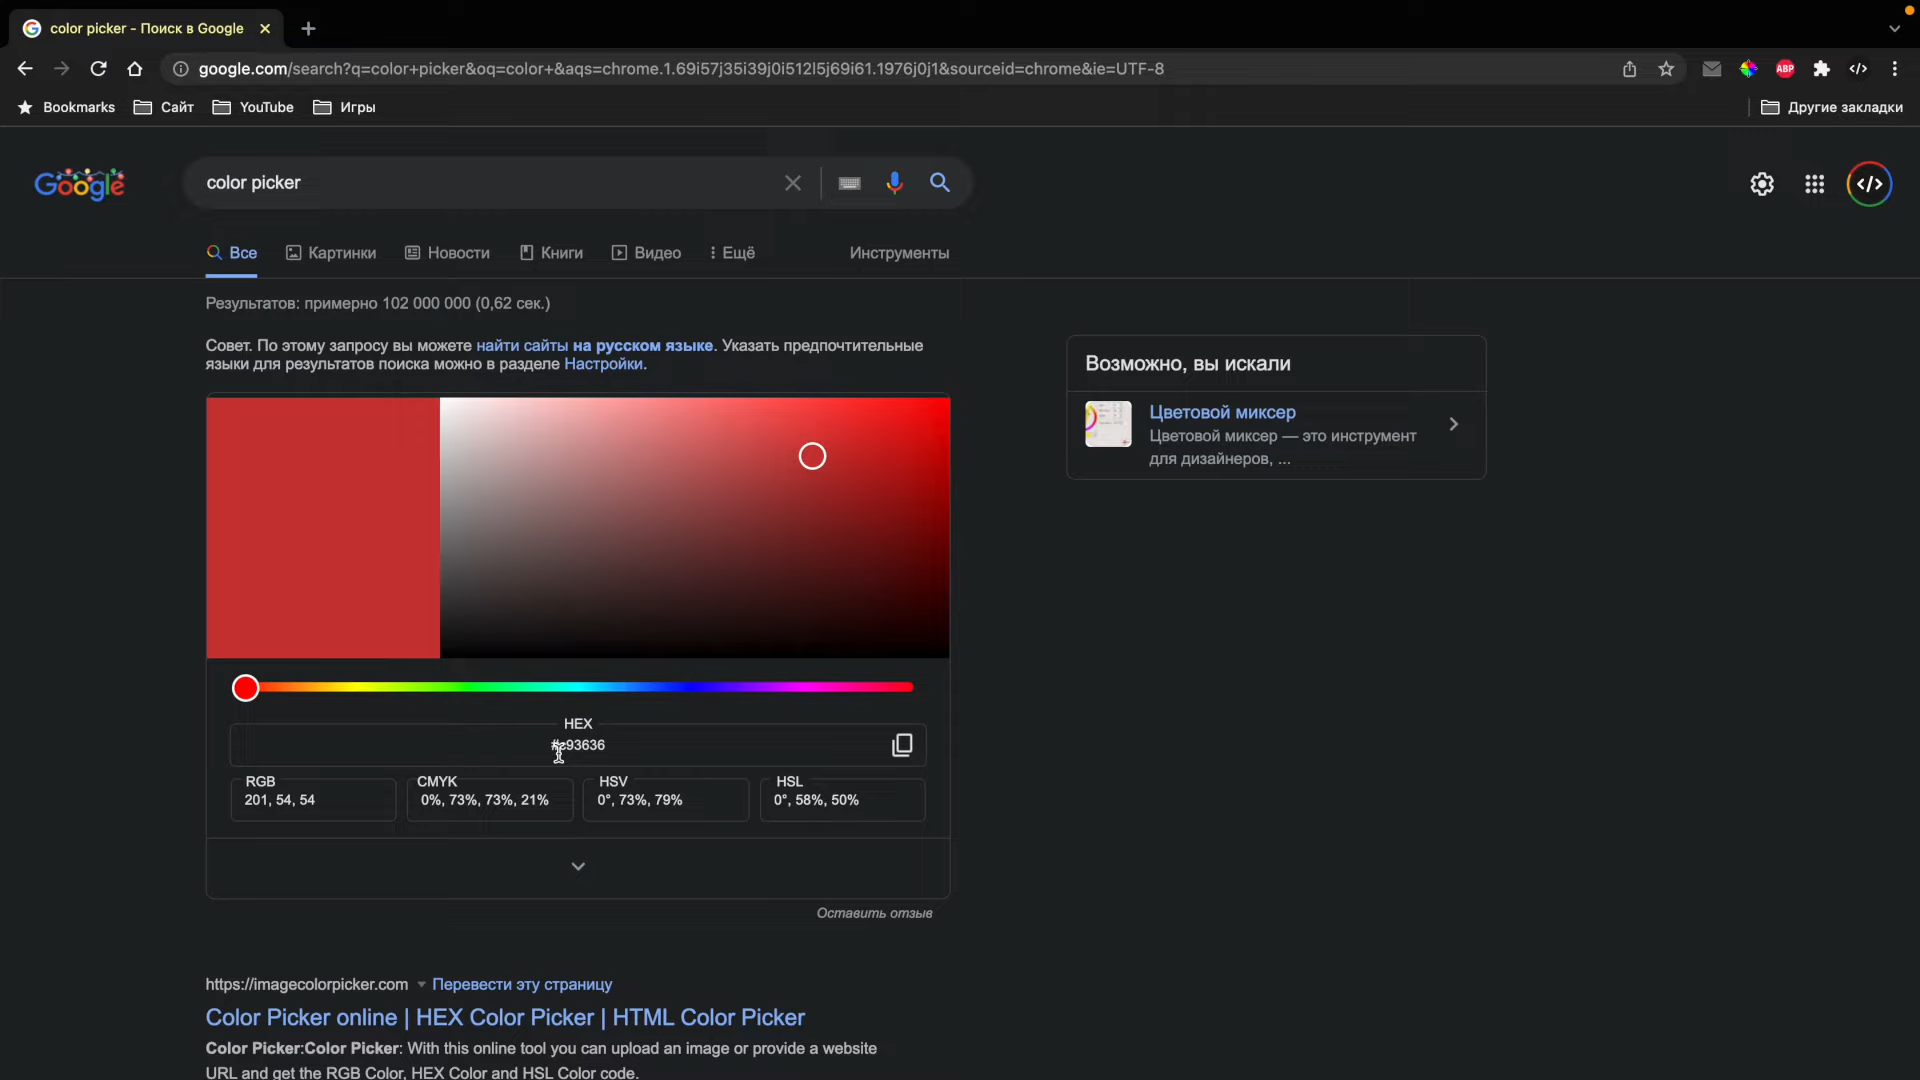 color picker - Поиск в Google
google.com/search?q=color+picker&oq=color+&aqs=chrome.1.69i57j35i39j0i512l5j69i61.1976j0j1&sourceid=chrome&ie=UTF-8
ABP
Bookmarks Сайт YouTube Игры Другие закладки
Google color picker
Все Картинки Новости Книги Видео Ещё Инструменты
Результатов: примерно 102 000 000 (0,62 сек.)
Совет. По этому запросу вы можете найти сайты на русском языке. Указать предпочтительные
языки для результатов поиска можно в разделе Настройки.
Возможно, вы искали
Цветовой миксер
Цветовой миксер — это инструмент
для дизайнеров, ...
HEX
#c93636
RGB CMYK HSV HSL
201, 54, 54 0%, 73%, 73%, 21% 0°, 73%, 79% 0°, 58%, 50%
Оставить отзыв
https://imagecolorpicker.com Перевести эту страницу
Color Picker online | HEX Color Picker | HTML Color Picker
Color Picker:Color Picker: With this online tool you can upload an image or provide a website
URL and get the RGB Color, HEX Color and HSL Color code.